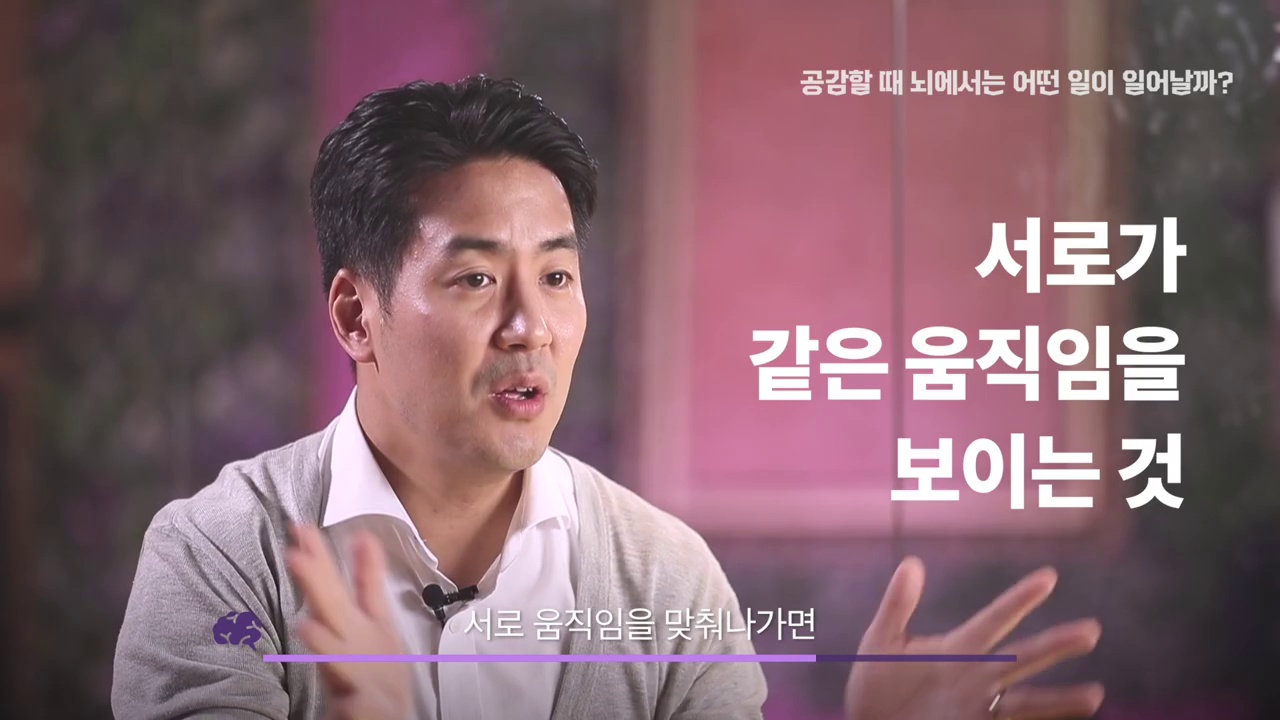 공감할 때 뇌에서는 어떤 일이 일어날까?
서로가
같은 움직임을
보이는 것
서로 움직임을 맞춰나가면